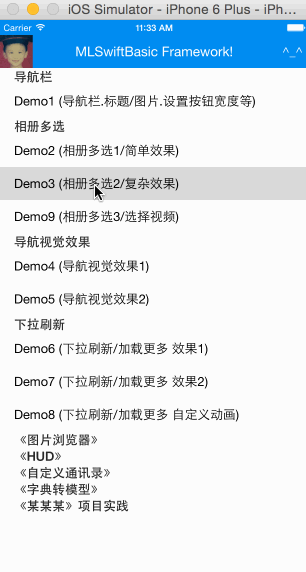 iOS Simulator - iPhone 6 Plus - iPh...
Carrier 11:33 AM
MLSwiftBasic Framework! ^_^
导航栏
Demo1 (导航栏.标题/图片.设置按钮宽度等)
相册多选
Demo2 (相册多选1/简单效果)
Demo3 (相册多选2/复杂效果)
Demo9 (相册多选3/选择视频)
导航视觉效果
Demo4 (导航视觉效果1)
Demo5 (导航视觉效果2)
下拉刷新
Demo6 (下拉刷新/加载更多 效果1)
Demo7 (下拉刷新/加载更多 效果2)
Demo8 (下拉刷新/加载更多 自定义动画)
《图片浏览器》
《HUD》
《自定义通讯录》
《字典转模型》
《某某某》项目实践